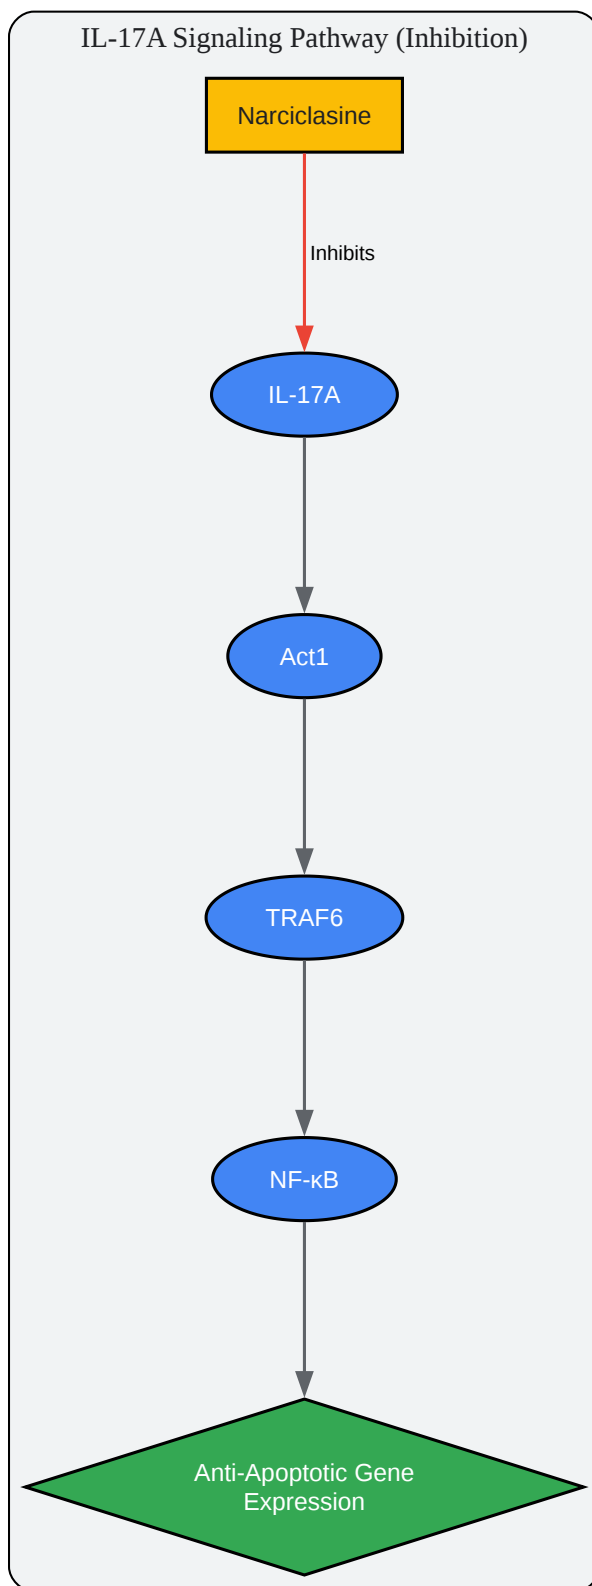 IL-17A Signaling Pathway (Inhibition)
Narciclasine
Inhibits
IL-17A
Act1
TRAF6
NF-κB
Anti-Apoptotic Gene
Expression